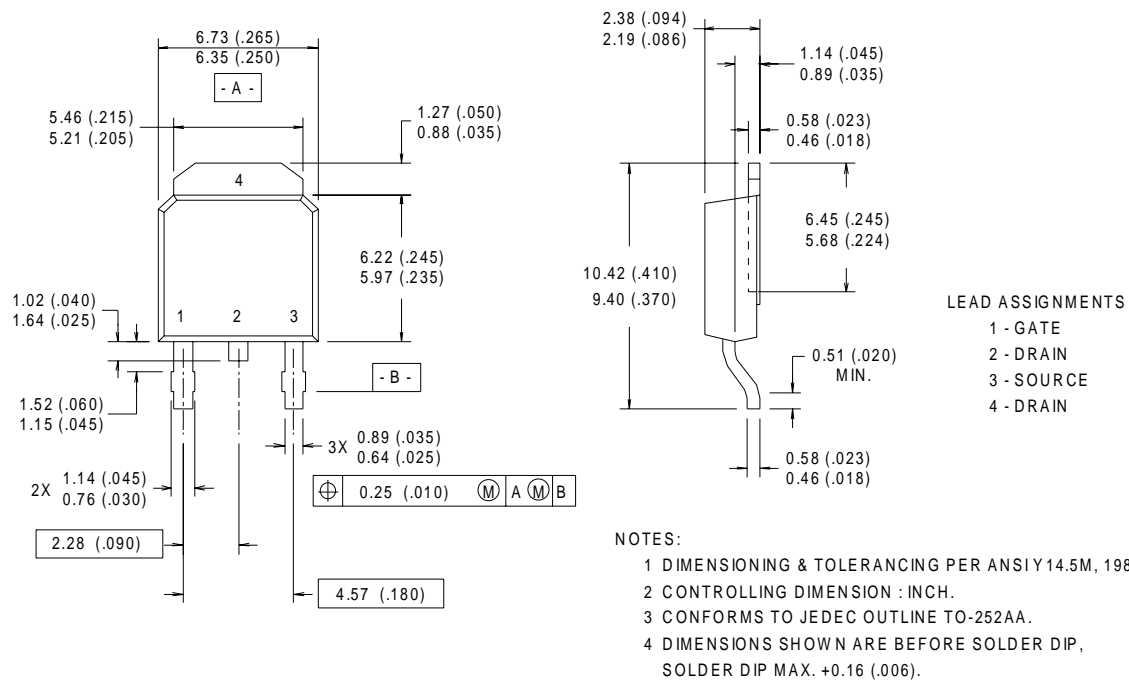 6.73 (.265)
6.35 (.250)
- A -
5.46 (.215)
5.21 (.205)
1.27 (.050)
0.88 (.035)
4
6.22 (.245)
5.97 (.235)
1.02 (.040)
1.64 (.025)
1 2 3
- B -
1.52 (.060)
1.15 (.045)
3X 0.89 (.035)
0.64 (.025)
2X 1.14 (.045)
0.76 (.030)
⌖ 0.25 (.010) Ⓜ A Ⓜ B
2.28 (.090)
4.57 (.180)
2.38 (.094)
2.19 (.086)
1.14 (.045)
0.89 (.035)
0.58 (.023)
0.46 (.018)
6.45 (.245)
5.68 (.224)
10.42 (.410)
9.40 (.370)
0.51 (.020)
MIN.
0.58 (.023)
0.46 (.018)
LEAD ASSIGNMENTS
1 - GATE
2 - DRAIN
3 - SOURCE
4 - DRAIN
NOTES:
1 DIMENSIONING & TOLERANCING PER ANSI Y14.5M, 198
2 CONTROLLING DIMENSION : INCH.
3 CONFORMS TO JEDEC OUTLINE TO-252AA.
4 DIMENSIONS SHOWN ARE BEFORE SOLDER DIP,
SOLDER DIP MAX. +0.16 (.006).